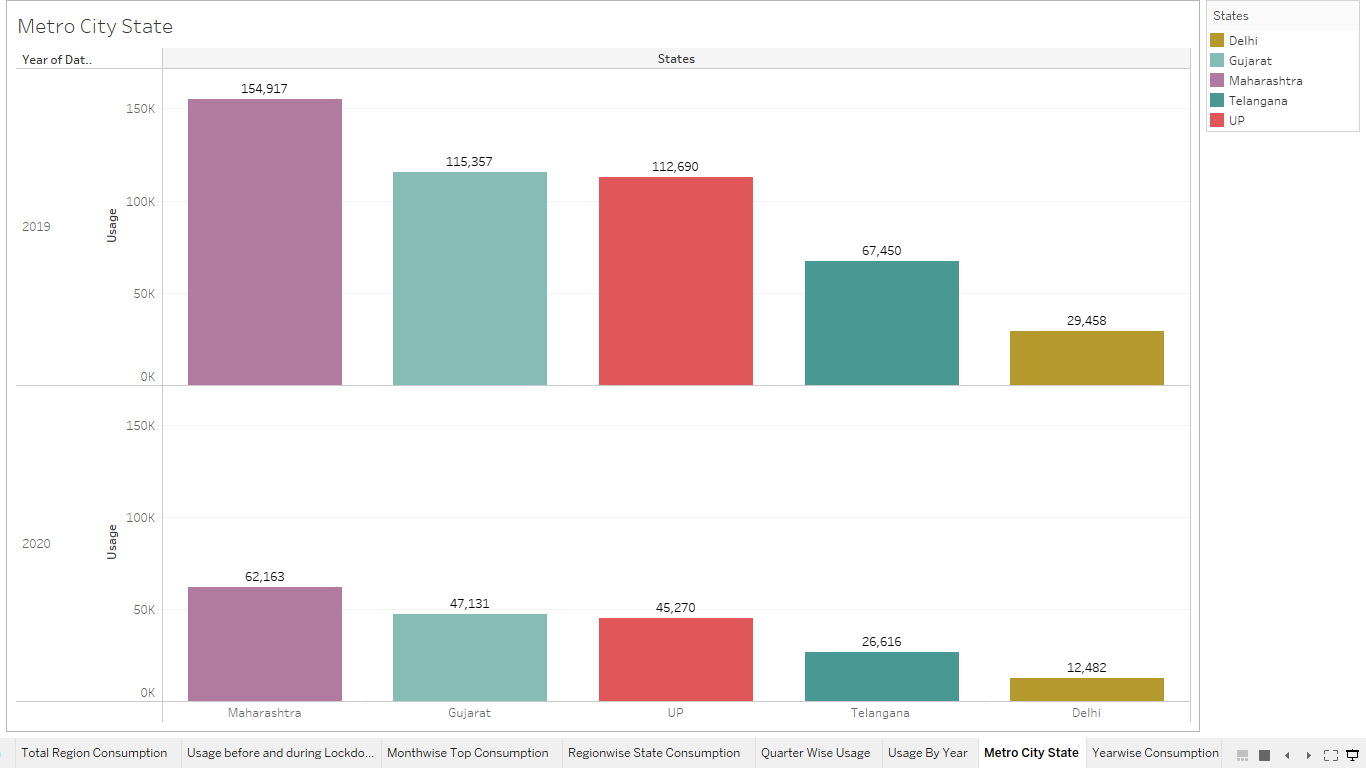 Metro City State
Year of Dat..
States
154,917
150K
115,357
112,690
100K
2019
Usage
67,450
50K
29,458
0K
150K
100K
2020
Usage
62,163
50K
47,131
45,270
26,616
12,482
0K
Maharashtra
Gujarat
UP
Telangana
Delhi
States
Delhi
Gujarat
Maharashtra
Telangana
UP
Total Region Consumption
Usage before and during Lockdo...
Monthwise Top Consumption
Regionwise State Consumption
Quarter Wise Usage
Usage By Year
Metro City State
Yearwise Consumption